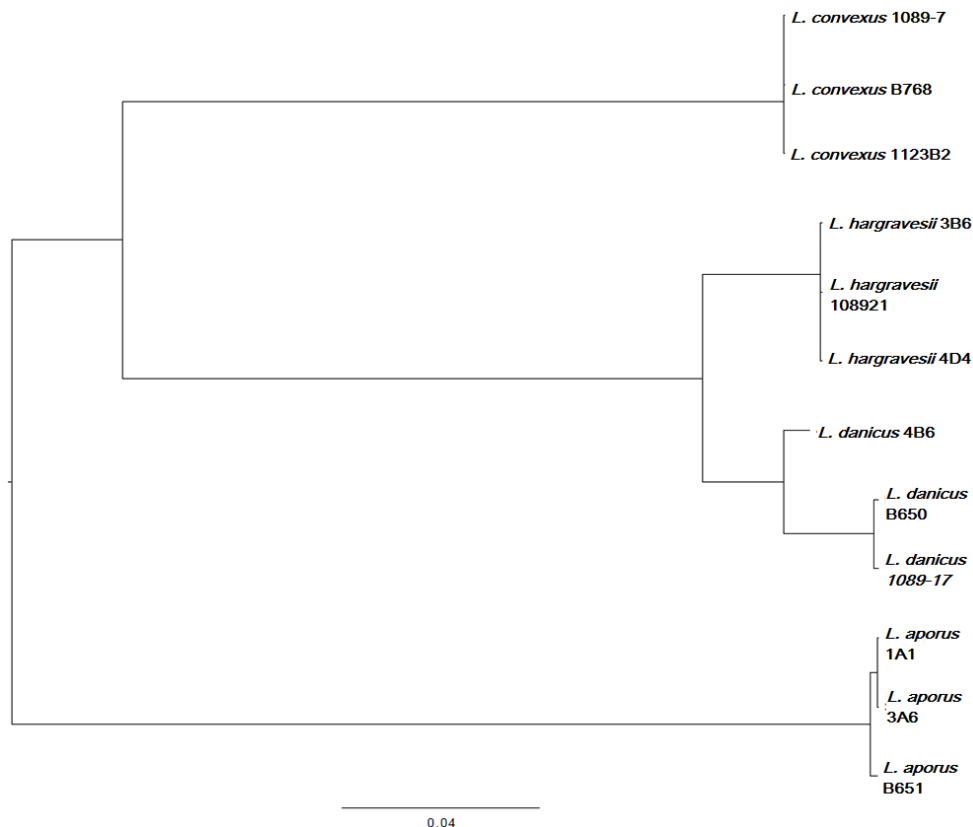 L. convexus 1089-7
L. convexus B768
L. convexus 1123B2
L. hargravesii 3B6
L. hargravesii
108921
L. hargravesii 4D4
L. danicus 4B6
L. danicus
B650
L. danicus
1089-17
L. aporus
1A1
L. aporus
3A6
L. aporus
B651
0.04